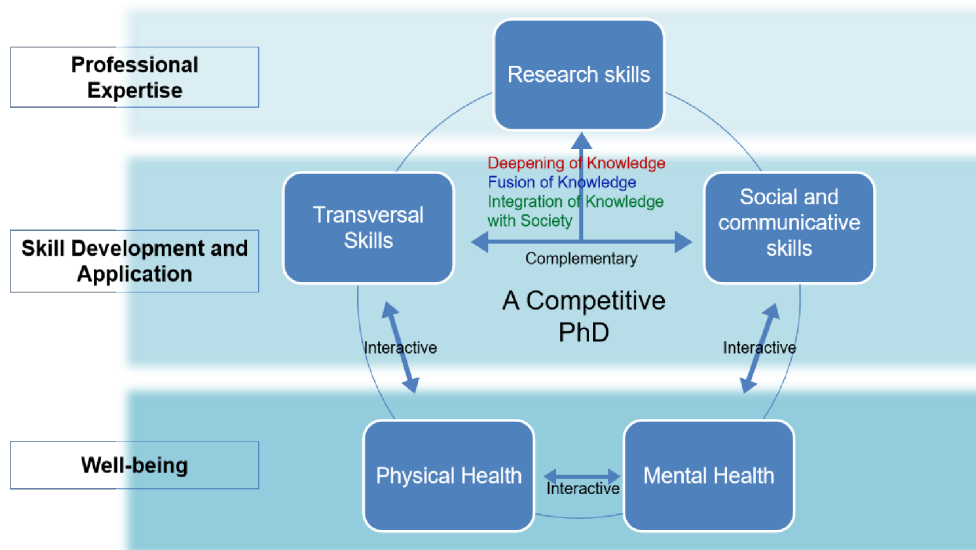 Professional
Expertise
Research skills
Deepening of Knowledge
Fusion of Knowledge
Integration of Knowledge
with Society
Transversal
Skills
Social and
communicative
skills
Skill Development and
Application
Complementary
A Competitive
PhD
Interactive
Interactive
Well-being
Physical Health
Interactive
Mental Health